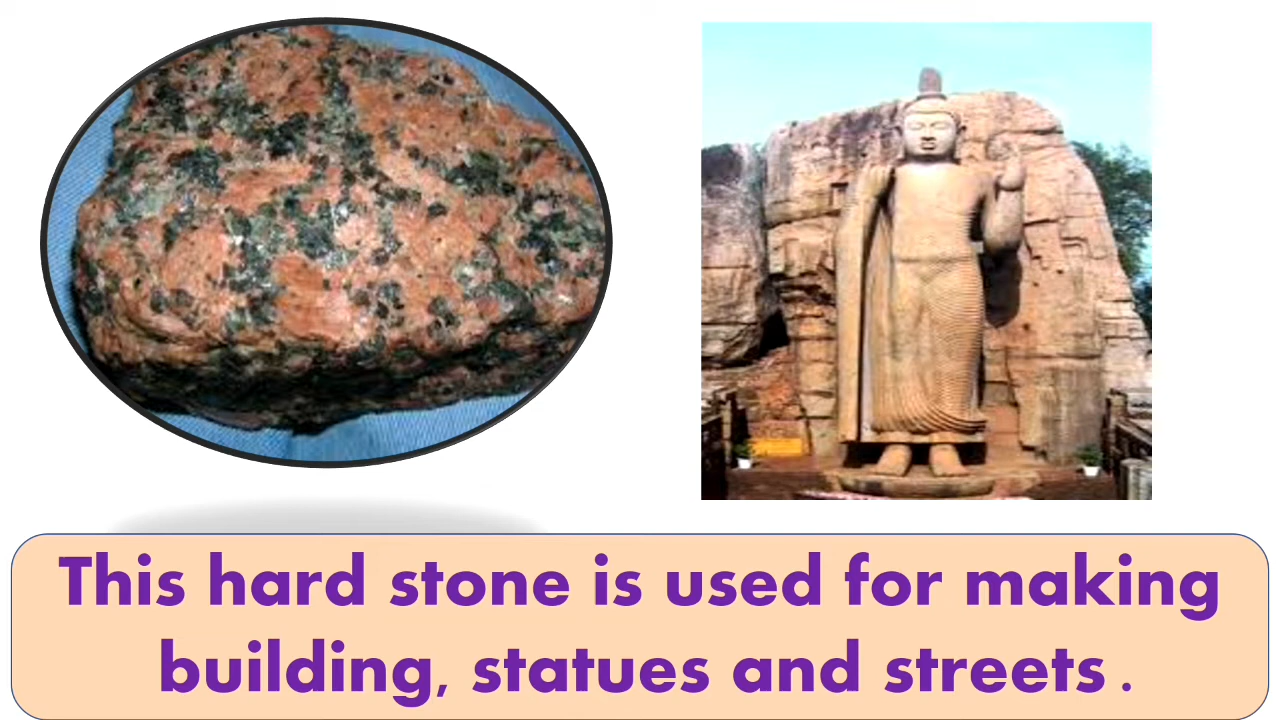 This hard stone is used for making
building, statues and streets .